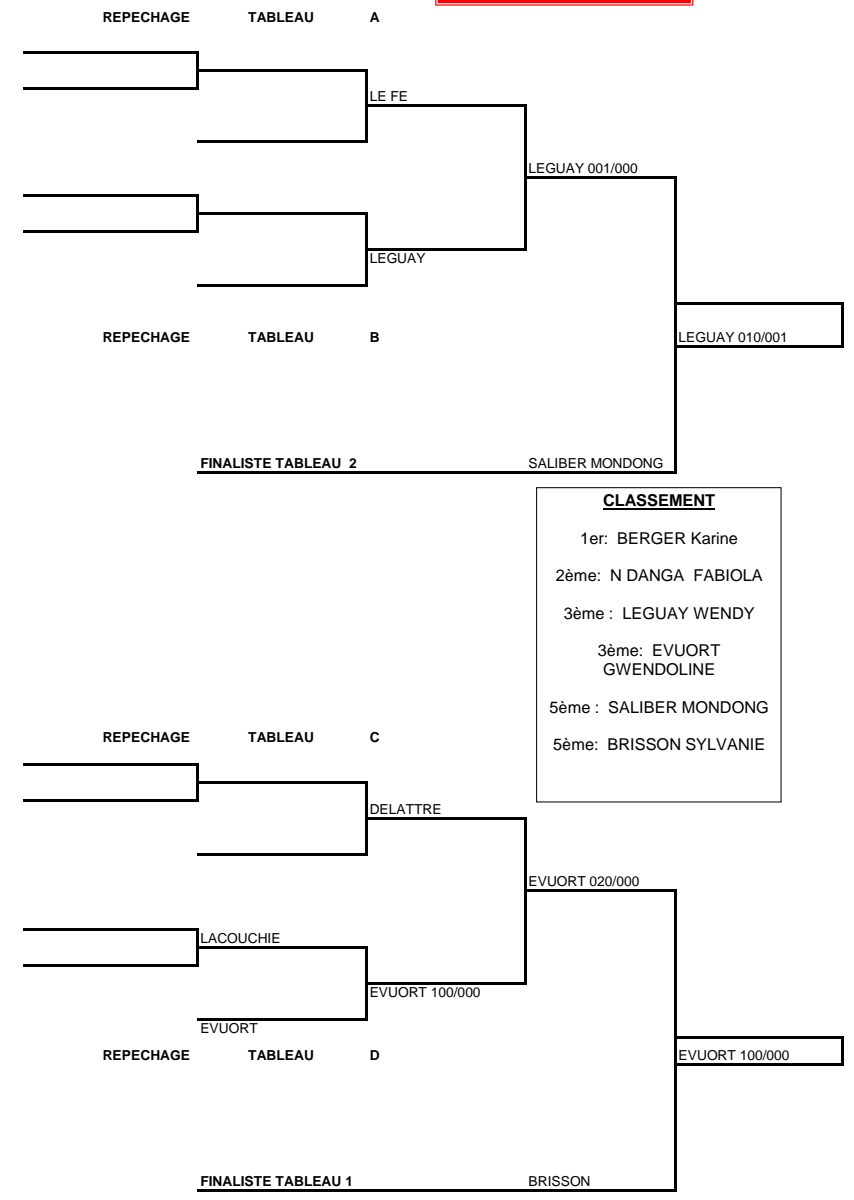 REPECHAGE TABLEAU A
LE FE
LEGUAY 001/000
LEGUAY
REPECHAGE TABLEAU B
LEGUAY 010/001
FINALISTE TABLEAU 2 SALIBER MONDONG
CLASSEMENT
1er: BERGER Karine
2ème: N DANGA FABIOLA
3ème : LEGUAY WENDY
3ème: EVUORT
GWENDOLINE
5ème : SALIBER MONDONG
5ème: BRISSON SYLVANIE
REPECHAGE TABLEAU C
DELATTRE
EVUORT 020/000
LACOUCHIE
EVUORT 100/000
EVUORT
REPECHAGE TABLEAU D
EVUORT 100/000
FINALISTE TABLEAU 1 BRISSON